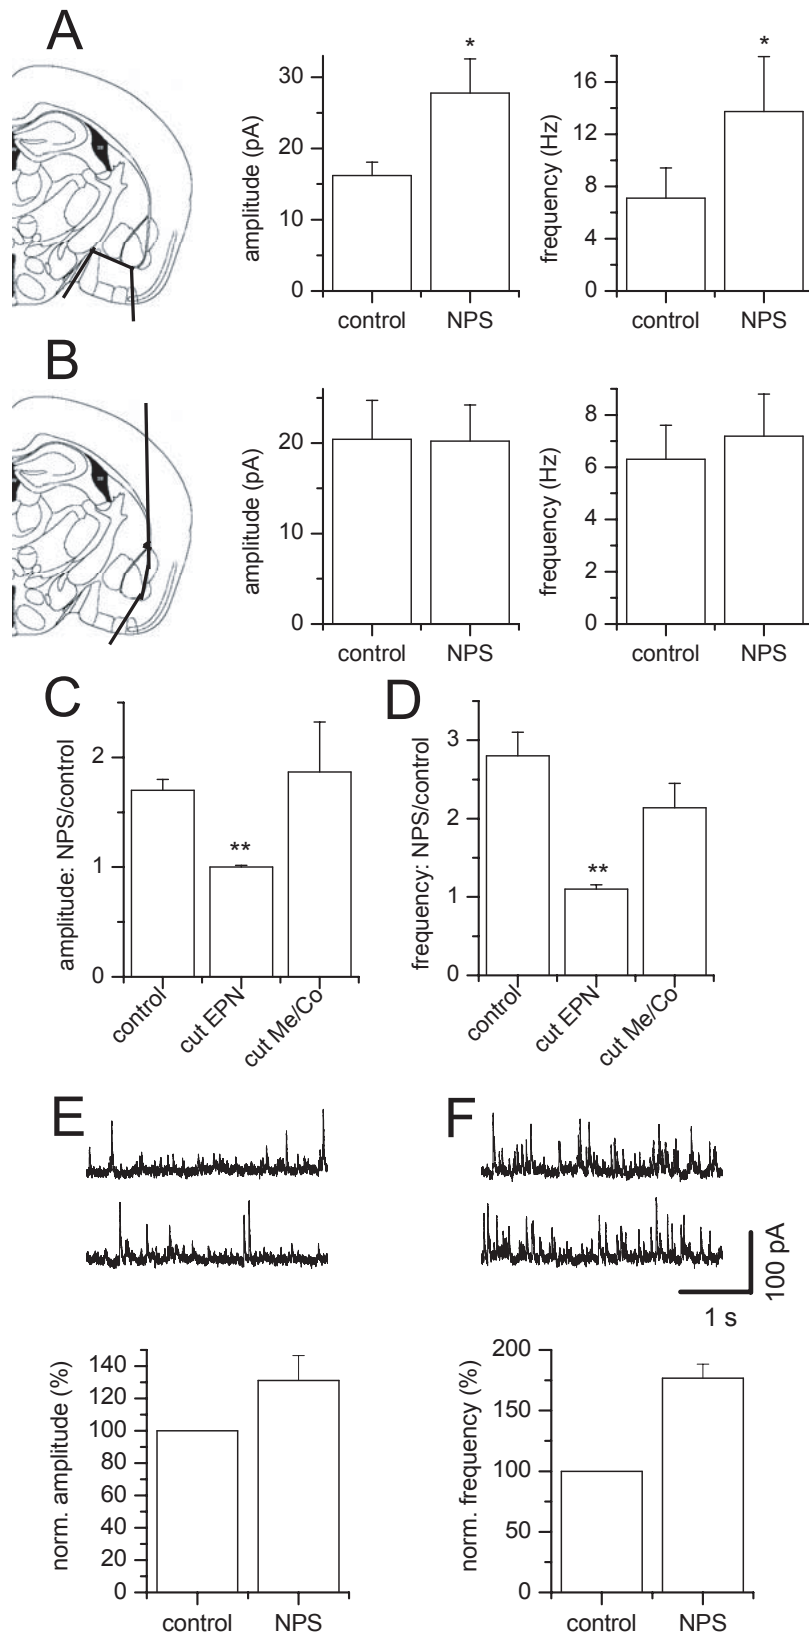 A
amplitude (pA)
30
20
10
0
*
control NPS
frequency (Hz)
16
12
8
4
0
*
control NPS
B
amplitude (pA)
20
10
0
control NPS
frequency (Hz)
8
6
4
2
0
control NPS
C
amplitude: NPS/control
2
1
0
**
control
cut EPN
cut Me/Co
D
frequency: NPS/control
3
2
1
0
**
control
cut EPN
cut Me/Co
E
F
100 pA
1 s
norm. amplitude (%)
140
120
100
80
60
40
20
0
control NPS
norm. frequency (%)
200
150
100
50
0
control NPS